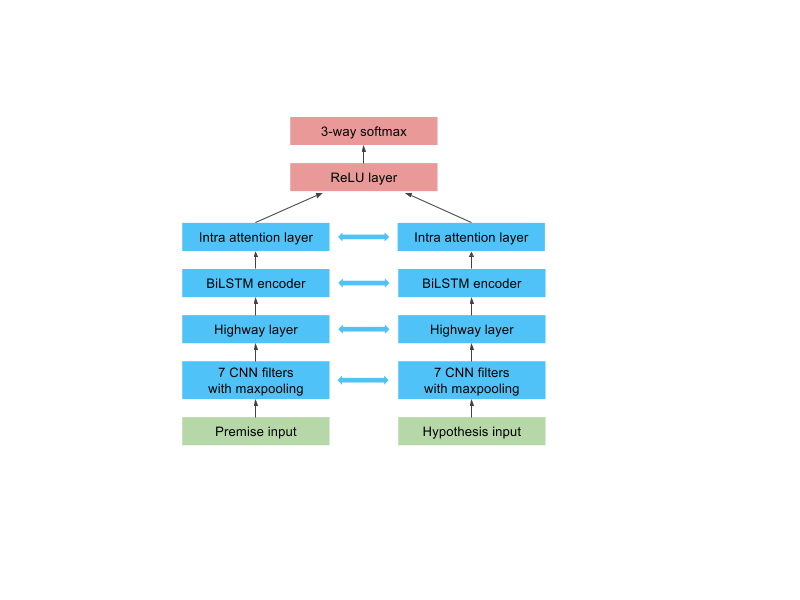 3-way softmax
ReLU layer
Intra attention layer
Intra attention layer
BiLSTM encoder
BiLSTM encoder
Highway layer
Highway layer
7 CNN filters
with maxpooling
7 CNN filters
with maxpooling
Premise input
Hypothesis input